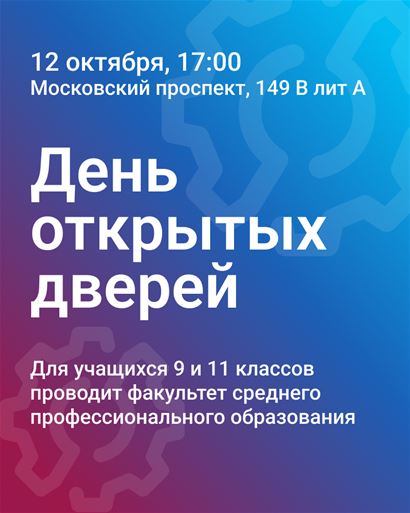 12 октября, 17:00
Московский проспект, 149 В лит А
День
открытых
дверей
Для учащихся 9 и 11 классов
проводит факультет среднего
профессионального образования